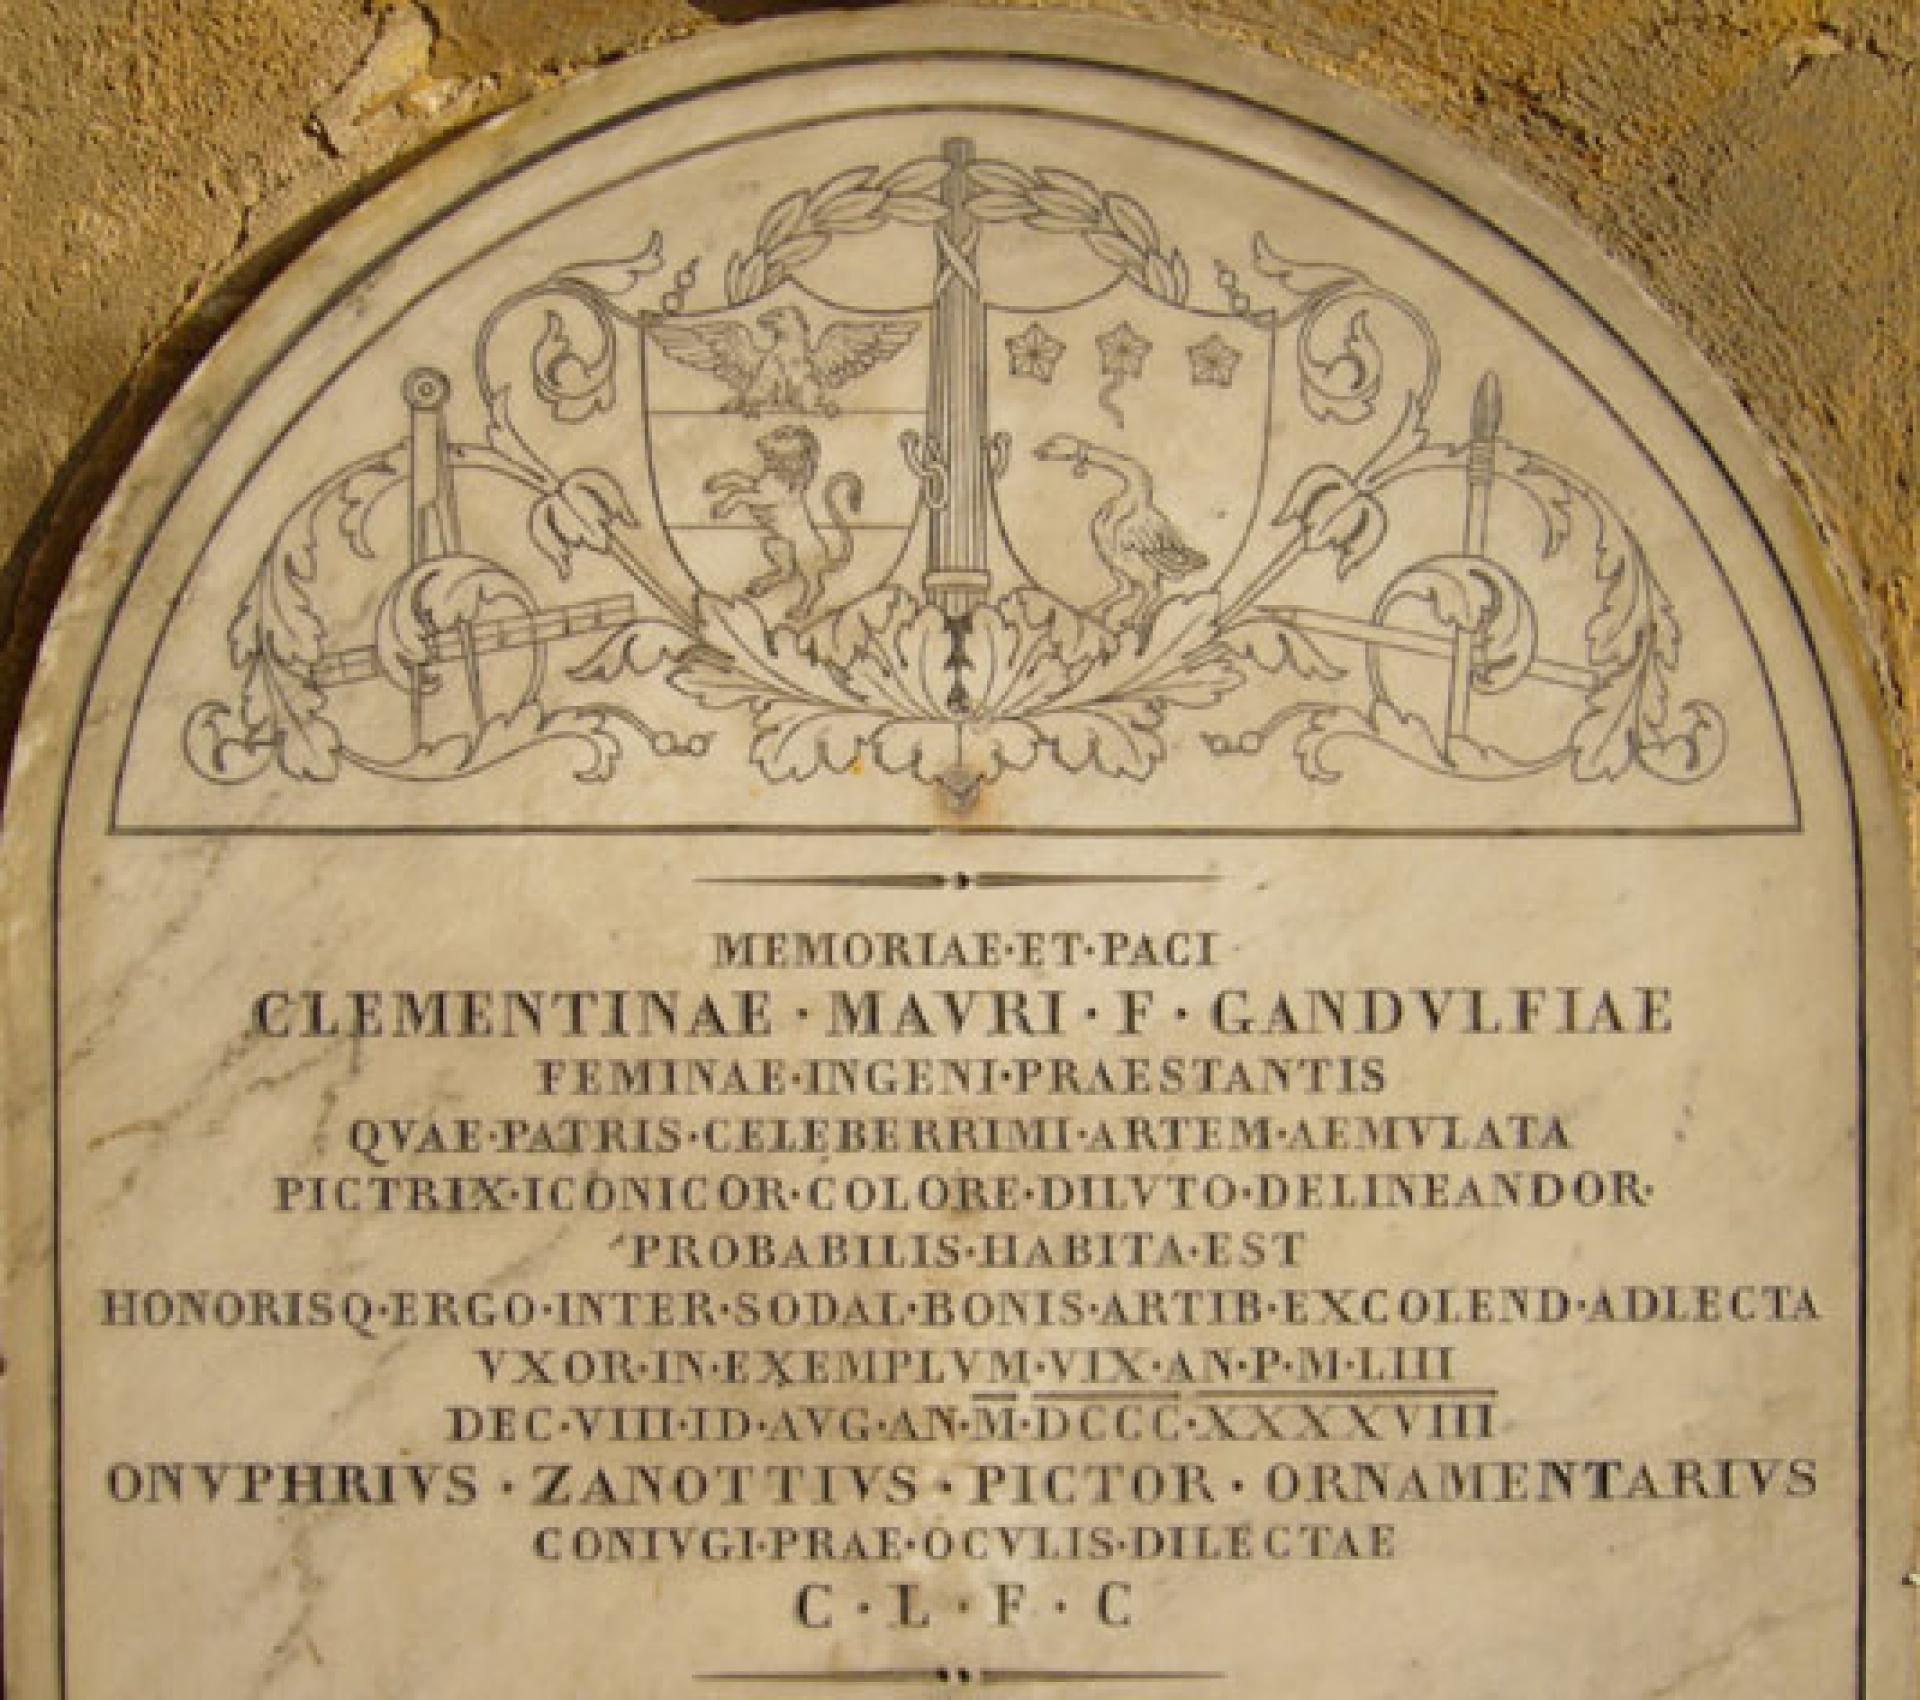 MEMORIAE·ET·PACI
CLEMENTINAE · MAVRI · F · GANDVLFIAE
FEMINAE·INGENI·PRAESTANTIS
QVAE·PATRIS·CELEBERRIMI·ARTEM·AEMVLATA
PICTRIX·ICONICOR·COLORE·DILVTO·DELINEANDOR·
PROBABILIS·HABITA·EST
HONORISQ·ERGO·INTER·SODAL·BONIS·ARTIB·EXCOLEND·ADLECTA
VXOR·IN·EXEMPLVM·VIX·AN·P·M·LIII
DEC·VIII·ID·AVG·AN·M·DCCC·XXXXVIII
ONVPHRIVS · ZANOTTIVS · PICTOR · ORNAMENTARIVS
CONIVGI·PRAE·OCVLIS·DILECTAE
C · L · F · C